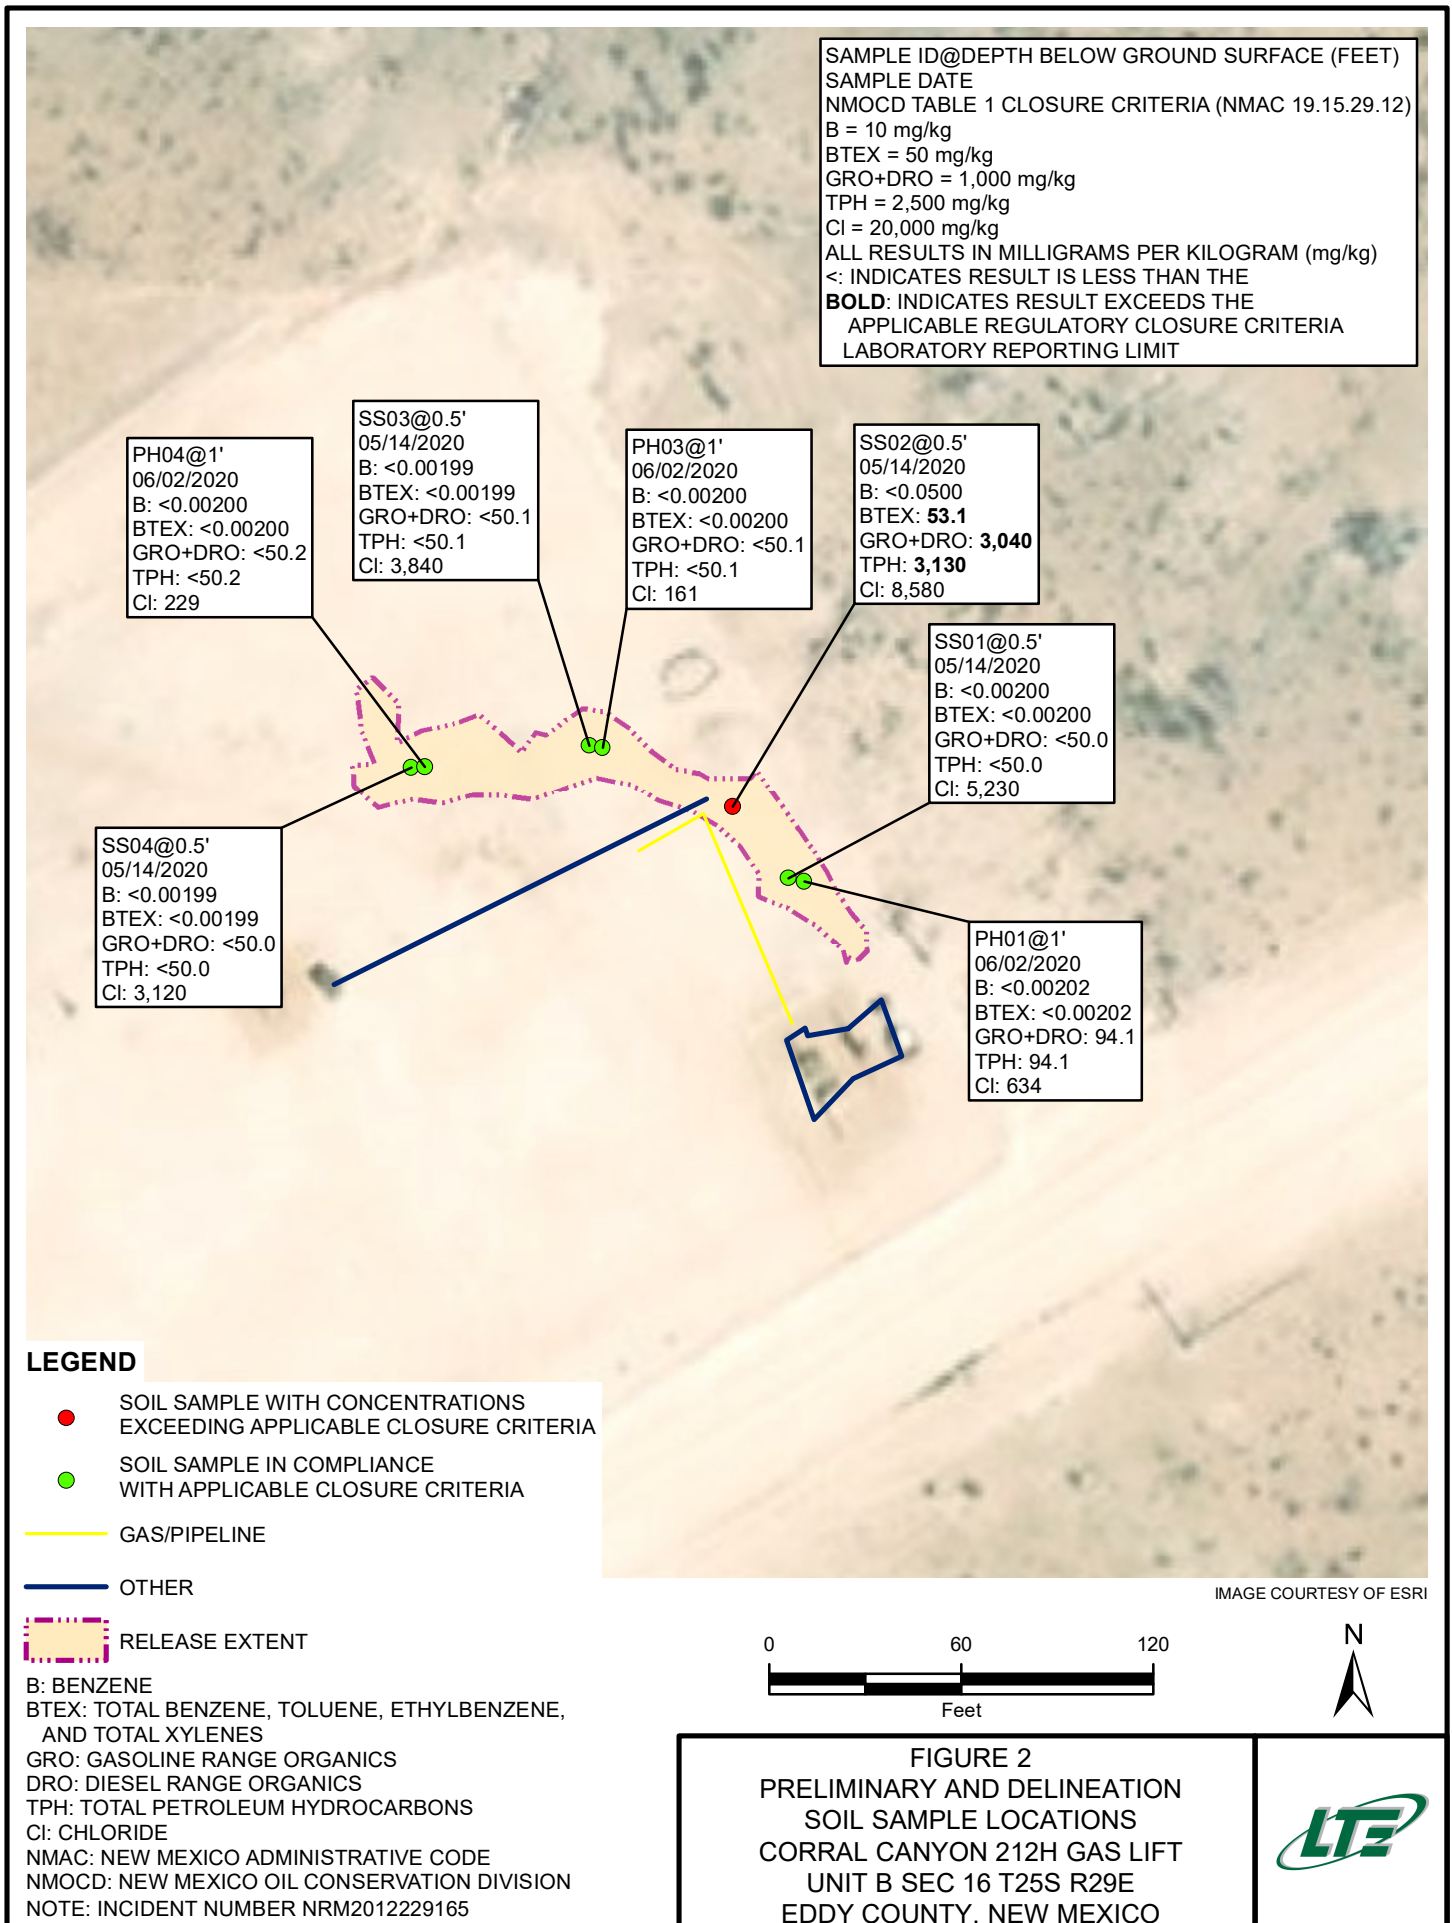 SAMPLE ID@DEPTH BELOW GROUND SURFACE (FEET)
SAMPLE DATE
NMOCD TABLE 1 CLOSURE CRITERIA (NMAC 19.15.29.12)
B = 10 mg/kg
BTEX = 50 mg/kg
GRO+DRO = 1,000 mg/kg
TPH = 2,500 mg/kg
Cl = 20,000 mg/kg
ALL RESULTS IN MILLIGRAMS PER KILOGRAM (mg/kg)
<: INDICATES RESULT IS LESS THAN THE
BOLD: INDICATES RESULT EXCEEDS THE
APPLICABLE REGULATORY CLOSURE CRITERIA
LABORATORY REPORTING LIMIT
PH04@1'
06/02/2020
B: <0.00200
BTEX: <0.00200
GRO+DRO: <50.2
TPH: <50.2
Cl: 229
SS03@0.5'
05/14/2020
B: <0.00199
BTEX: <0.00199
GRO+DRO: <50.1
TPH: <50.1
Cl: 3,840
PH03@1'
06/02/2020
B: <0.00200
BTEX: <0.00200
GRO+DRO: <50.1
TPH: <50.1
Cl: 161
SS02@0.5'
05/14/2020
B: <0.0500
BTEX: 53.1
GRO+DRO: 3,040
TPH: 3,130
Cl: 8,580
SS01@0.5'
05/14/2020
B: <0.00200
BTEX: <0.00200
GRO+DRO: <50.0
TPH: <50.0
Cl: 5,230
SS04@0.5'
05/14/2020
B: <0.00199
BTEX: <0.00199
GRO+DRO: <50.0
TPH: <50.0
Cl: 3,120
PH01@1'
06/02/2020
B: <0.00202
BTEX: <0.00202
GRO+DRO: 94.1
TPH: 94.1
Cl: 634
LEGEND
SOIL SAMPLE WITH CONCENTRATIONS
EXCEEDING APPLICABLE CLOSURE CRITERIA
SOIL SAMPLE IN COMPLIANCE
WITH APPLICABLE CLOSURE CRITERIA
GAS/PIPELINE
OTHER
RELEASE EXTENT
B: BENZENE
BTEX: TOTAL BENZENE, TOLUENE, ETHYLBENZENE,
AND TOTAL XYLENES
GRO: GASOLINE RANGE ORGANICS
DRO: DIESEL RANGE ORGANICS
TPH: TOTAL PETROLEUM HYDROCARBONS
Cl: CHLORIDE
NMAC: NEW MEXICO ADMINISTRATIVE CODE
NMOCD: NEW MEXICO OIL CONSERVATION DIVISION
NOTE: INCIDENT NUMBER NRM2012229165
IMAGE COURTESY OF ESRI
0 60 120
Feet
N
FIGURE 2
PRELIMINARY AND DELINEATION
SOIL SAMPLE LOCATIONS
CORRAL CANYON 212H GAS LIFT
UNIT B SEC 16 T25S R29E
EDDY COUNTY, NEW MEXICO
LTE